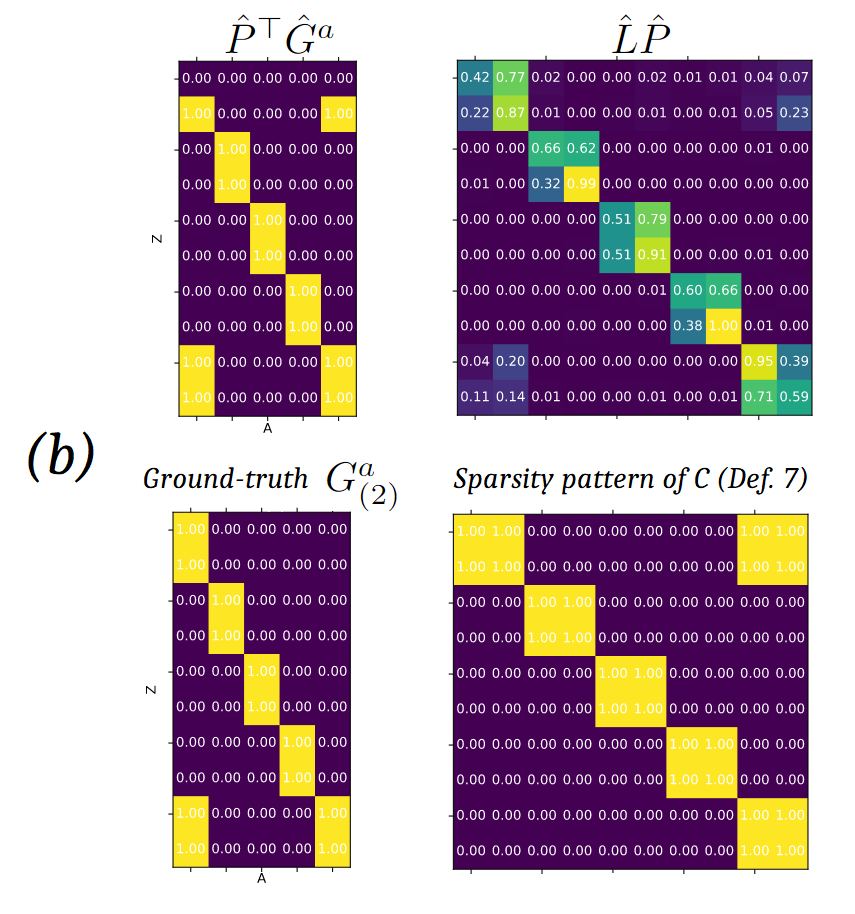 P̂⊤Ĝᵃ
L̂P̂
0.00 0.00 0.00 0.00 0.00
1.00 0.00 0.00 0.00 1.00
0.00 1.00 0.00 0.00 0.00
0.00 1.00 0.00 0.00 0.00
0.00 0.00 1.00 0.00 0.00
0.00 0.00 1.00 0.00 0.00
0.00 0.00 0.00 1.00 0.00
0.00 0.00 0.00 1.00 0.00
1.00 0.00 0.00 0.00 1.00
1.00 0.00 0.00 0.00 1.00
Z
A
0.42 0.77 0.02 0.00 0.00 0.02 0.01 0.01 0.04 0.07
0.22 0.87 0.01 0.00 0.00 0.01 0.00 0.01 0.05 0.23
0.00 0.00 0.66 0.62 0.00 0.00 0.00 0.00 0.01 0.00
0.01 0.00 0.32 0.99 0.00 0.00 0.00 0.00 0.00 0.00
0.00 0.00 0.00 0.00 0.51 0.79 0.00 0.00 0.00 0.00
0.00 0.00 0.00 0.00 0.51 0.91 0.00 0.00 0.01 0.00
0.00 0.00 0.00 0.00 0.00 0.01 0.60 0.66 0.00 0.00
0.00 0.00 0.00 0.00 0.00 0.00 0.38 1.00 0.01 0.00
0.04 0.20 0.00 0.00 0.00 0.00 0.00 0.00 0.95 0.39
0.11 0.14 0.01 0.00 0.00 0.01 0.00 0.01 0.71 0.59
(b)
Ground-truth Gᵃ₍₂₎
Sparsity pattern of C (Def. 7)
1.00 0.00 0.00 0.00 0.00
1.00 0.00 0.00 0.00 0.00
0.00 1.00 0.00 0.00 0.00
0.00 1.00 0.00 0.00 0.00
0.00 0.00 1.00 0.00 0.00
0.00 0.00 1.00 0.00 0.00
0.00 0.00 0.00 1.00 0.00
0.00 0.00 0.00 1.00 0.00
1.00 0.00 0.00 0.00 1.00
1.00 0.00 0.00 0.00 1.00
Z
A
1.00 1.00 0.00 0.00 0.00 0.00 0.00 0.00 1.00 1.00
1.00 1.00 0.00 0.00 0.00 0.00 0.00 0.00 1.00 1.00
0.00 0.00 1.00 1.00 0.00 0.00 0.00 0.00 0.00 0.00
0.00 0.00 1.00 1.00 0.00 0.00 0.00 0.00 0.00 0.00
0.00 0.00 0.00 0.00 1.00 1.00 0.00 0.00 0.00 0.00
0.00 0.00 0.00 0.00 1.00 1.00 0.00 0.00 0.00 0.00
0.00 0.00 0.00 0.00 0.00 0.00 1.00 1.00 0.00 0.00
0.00 0.00 0.00 0.00 0.00 0.00 1.00 1.00 0.00 0.00
0.00 0.00 0.00 0.00 0.00 0.00 0.00 0.00 1.00 1.00
0.00 0.00 0.00 0.00 0.00 0.00 0.00 0.00 1.00 1.00